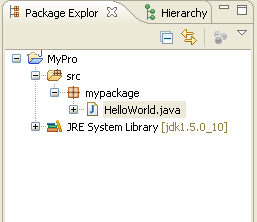 Package Explor Hierarchy
MyPro
src
mypackage
HelloWorld.java
JRE System Library [jdk1.5.0_10]